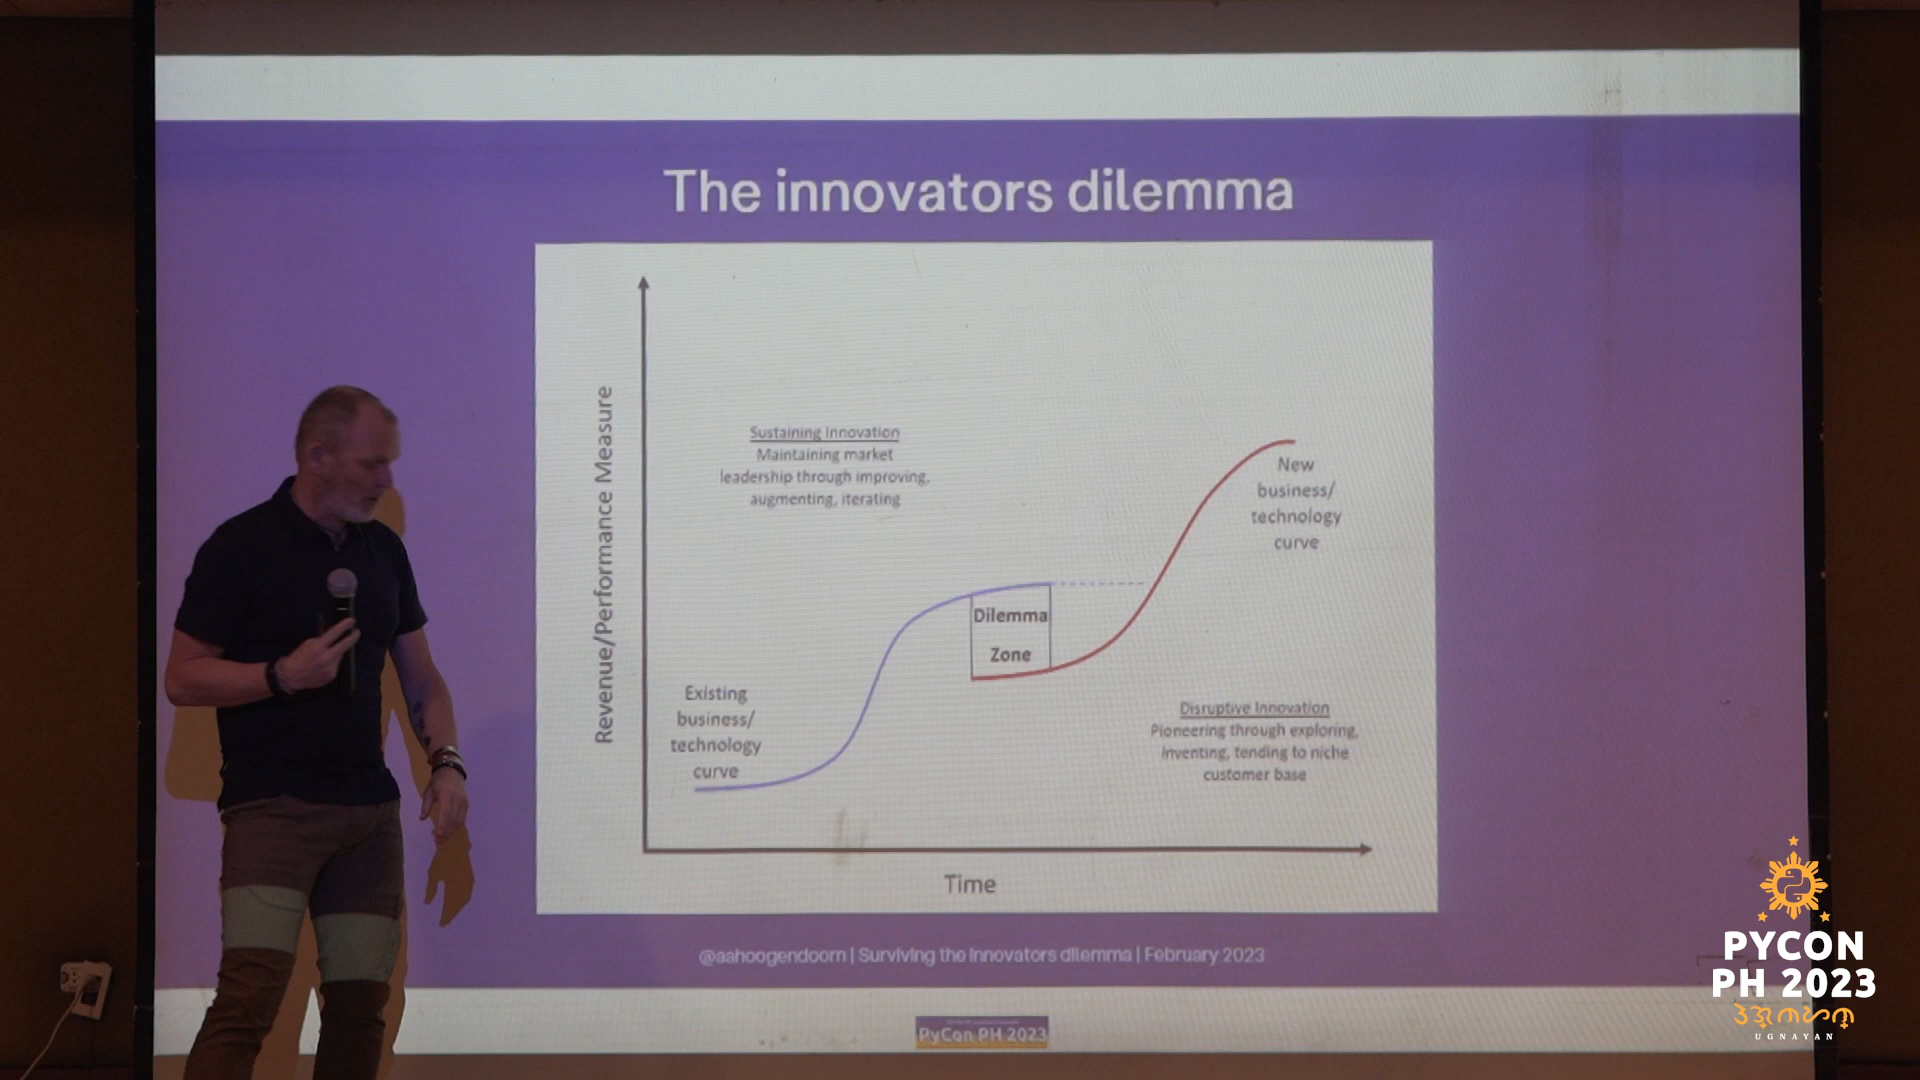 The innovators dilemma
Revenue/Performance Measure
Sustaining Innovation
Maintaining market
leadership through improving,
augmenting, iterating
New
business/
technology
curve
Dilemma
Zone
Existing
business/
technology
curve
Disruptive Innovation
Pioneering through exploring,
inventing, tending to niche
customer base
Time
@aahoogendoorn | Surviving the innovators dilemma | February 2023
PyCon PH 2023
PYCON
PH 2023
UGNAYAN